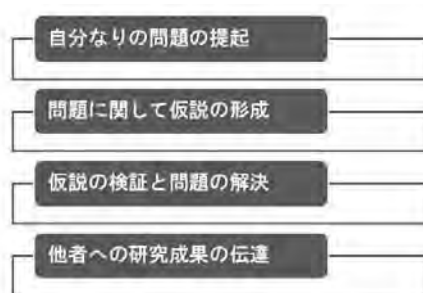 自分なりの問題の提起
問題に関して仮説の形成
仮説の検証と問題の解決
他者への研究成果の伝達